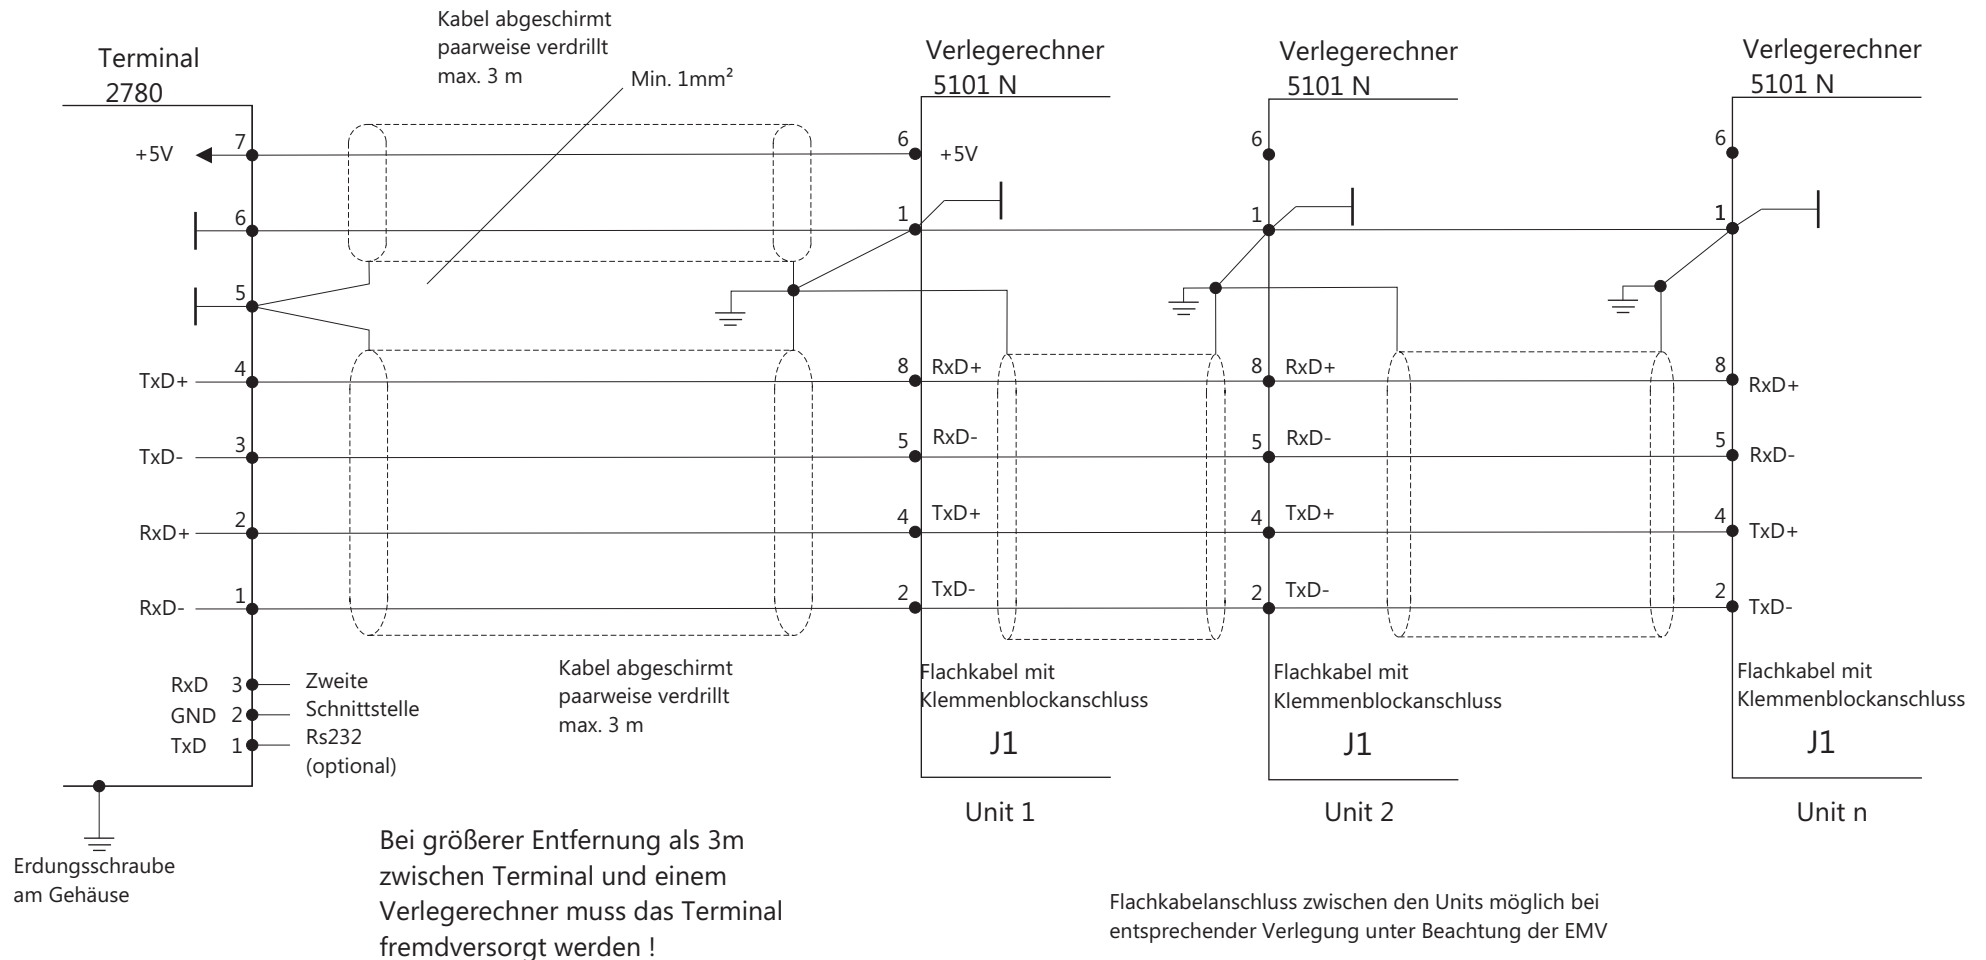 Kabel abgeschirmt
paarweise verdrillt
max. 3 m
Min. 1mm²
Terminal
2780
Verlegerechner
5101 N
Verlegerechner
5101 N
Verlegerechner
5101 N
+5V
7
6
+5V
6
6
6
1
1
1
5
TxD+
4
8
RxD+
8
RxD+
8
RxD+
TxD-
3
5
RxD-
5
RxD-
5
RxD-
RxD+
2
4
TxD+
4
TxD+
4
TxD+
RxD-
1
2
TxD-
2
TxD-
2
TxD-
RxD 3
GND 2
TxD 1
Zweite
Schnittstelle
Rs232
(optional)
Kabel abgeschirmt
paarweise verdrillt
max. 3 m
Flachkabel mit
Klemmenblockanschluss
J1
Unit 1
Flachkabel mit
Klemmenblockanschluss
J1
Unit 2
Flachkabel mit
Klemmenblockanschluss
J1
Unit n
Erdungsschraube
am Gehäuse
Bei größerer Entfernung als 3m
zwischen Terminal und einem
Verlegerechner muss das Terminal
fremdversorgt werden !
Flachkabelanschluss zwischen den Units möglich bei
entsprechender Verlegung unter Beachtung der EMV